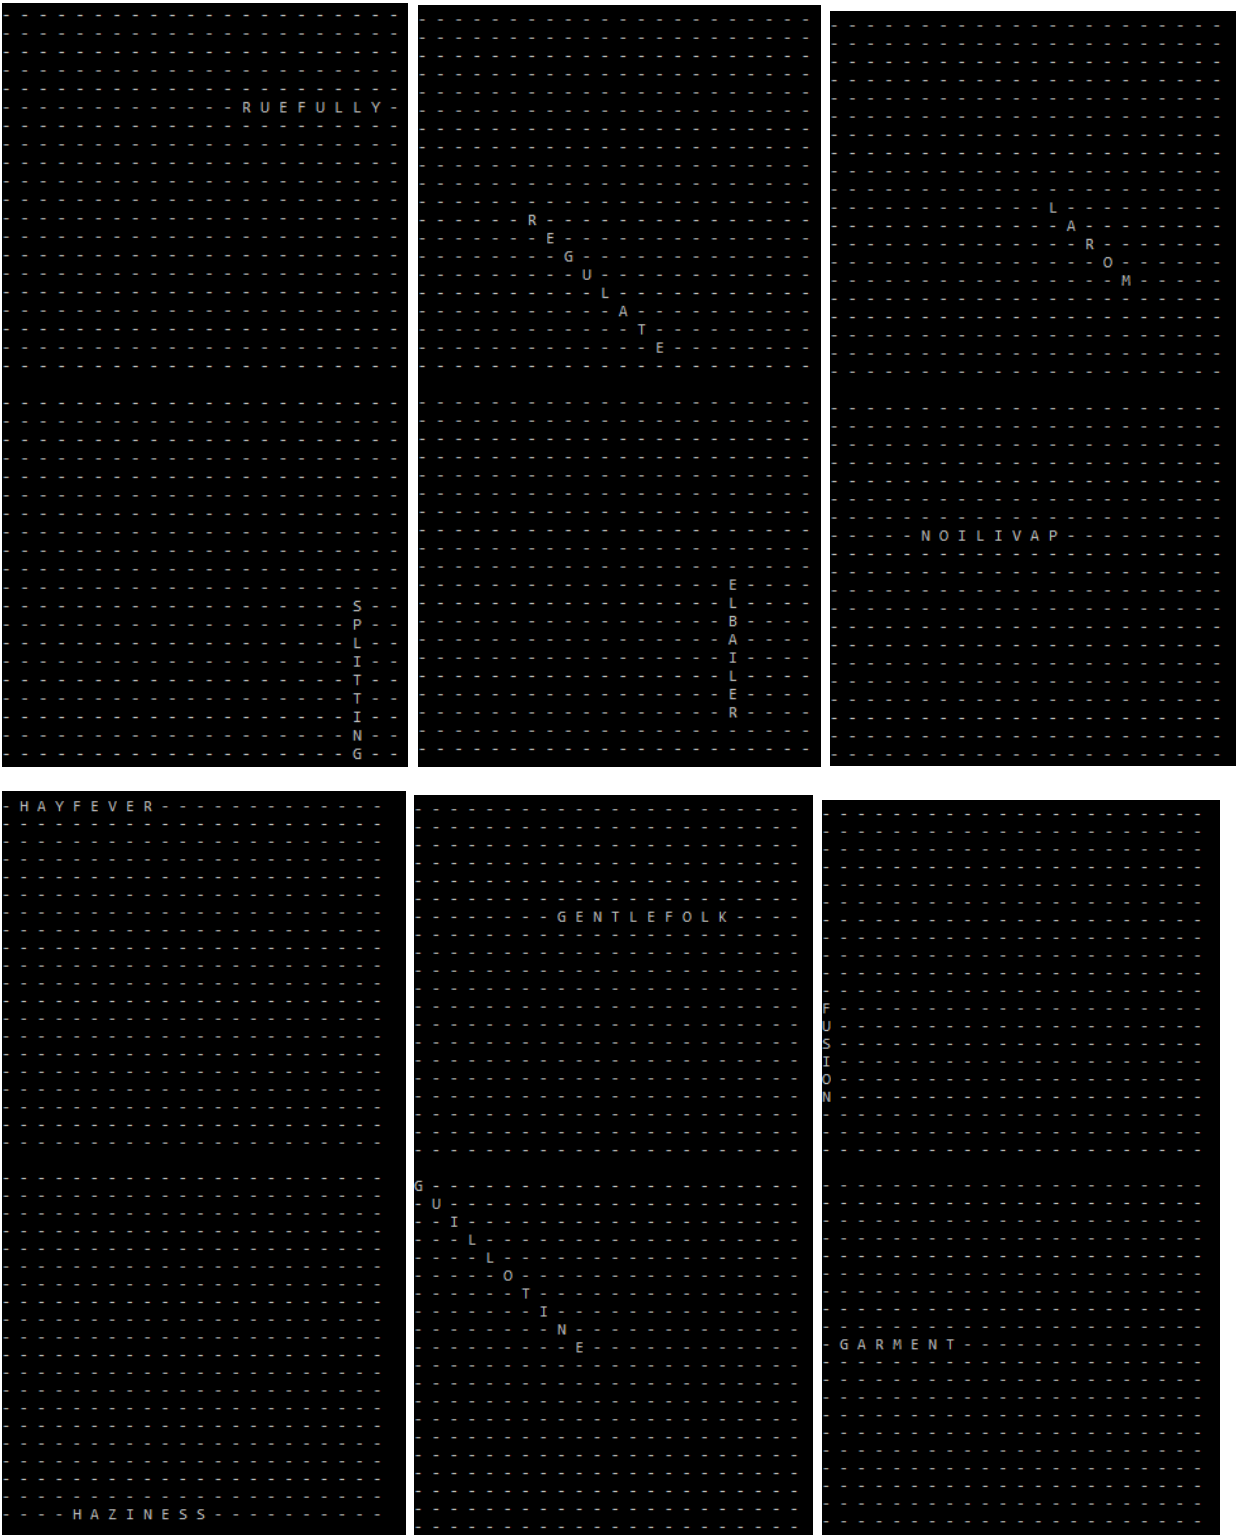 RUEFULLY
SPLITTING
REGULATE
ELBAILER
LAROM
NOILIVAP
HAYFEVER
HAZINESS
GENTLEFOLK
GUILLOTINE
FUSION
GARMENT